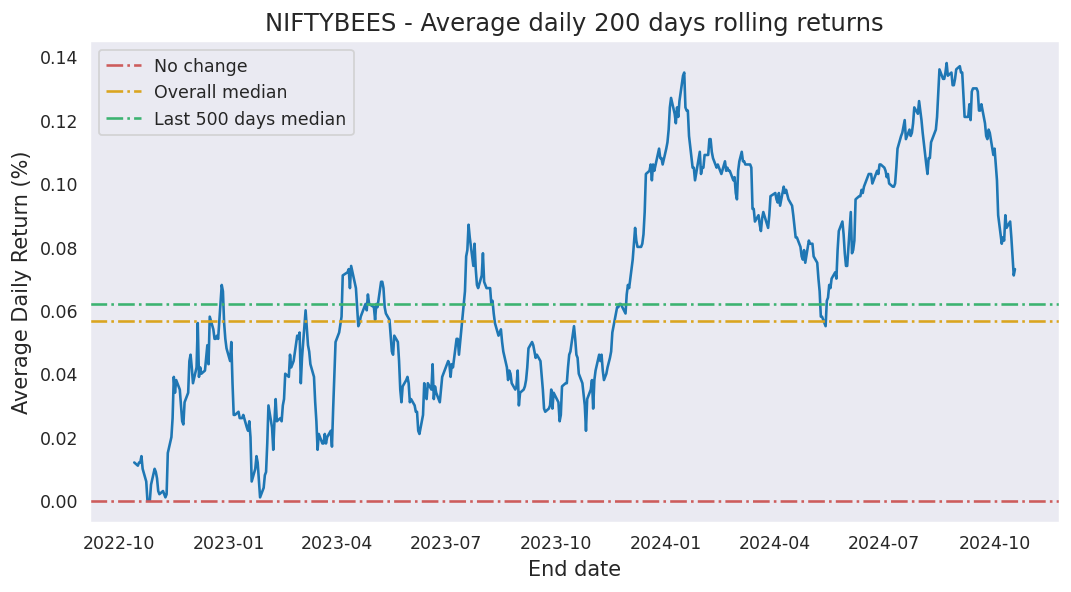 NIFTYBEES - Average daily 200 days rolling returns
No change
Overall median
Last 500 days median
Average Daily Return (%)
0.14
0.12
0.10
0.08
0.06
0.04
0.02
0.00
2022-10 2023-01 2023-04 2023-07 2023-10 2024-01 2024-04 2024-07 2024-10
End date